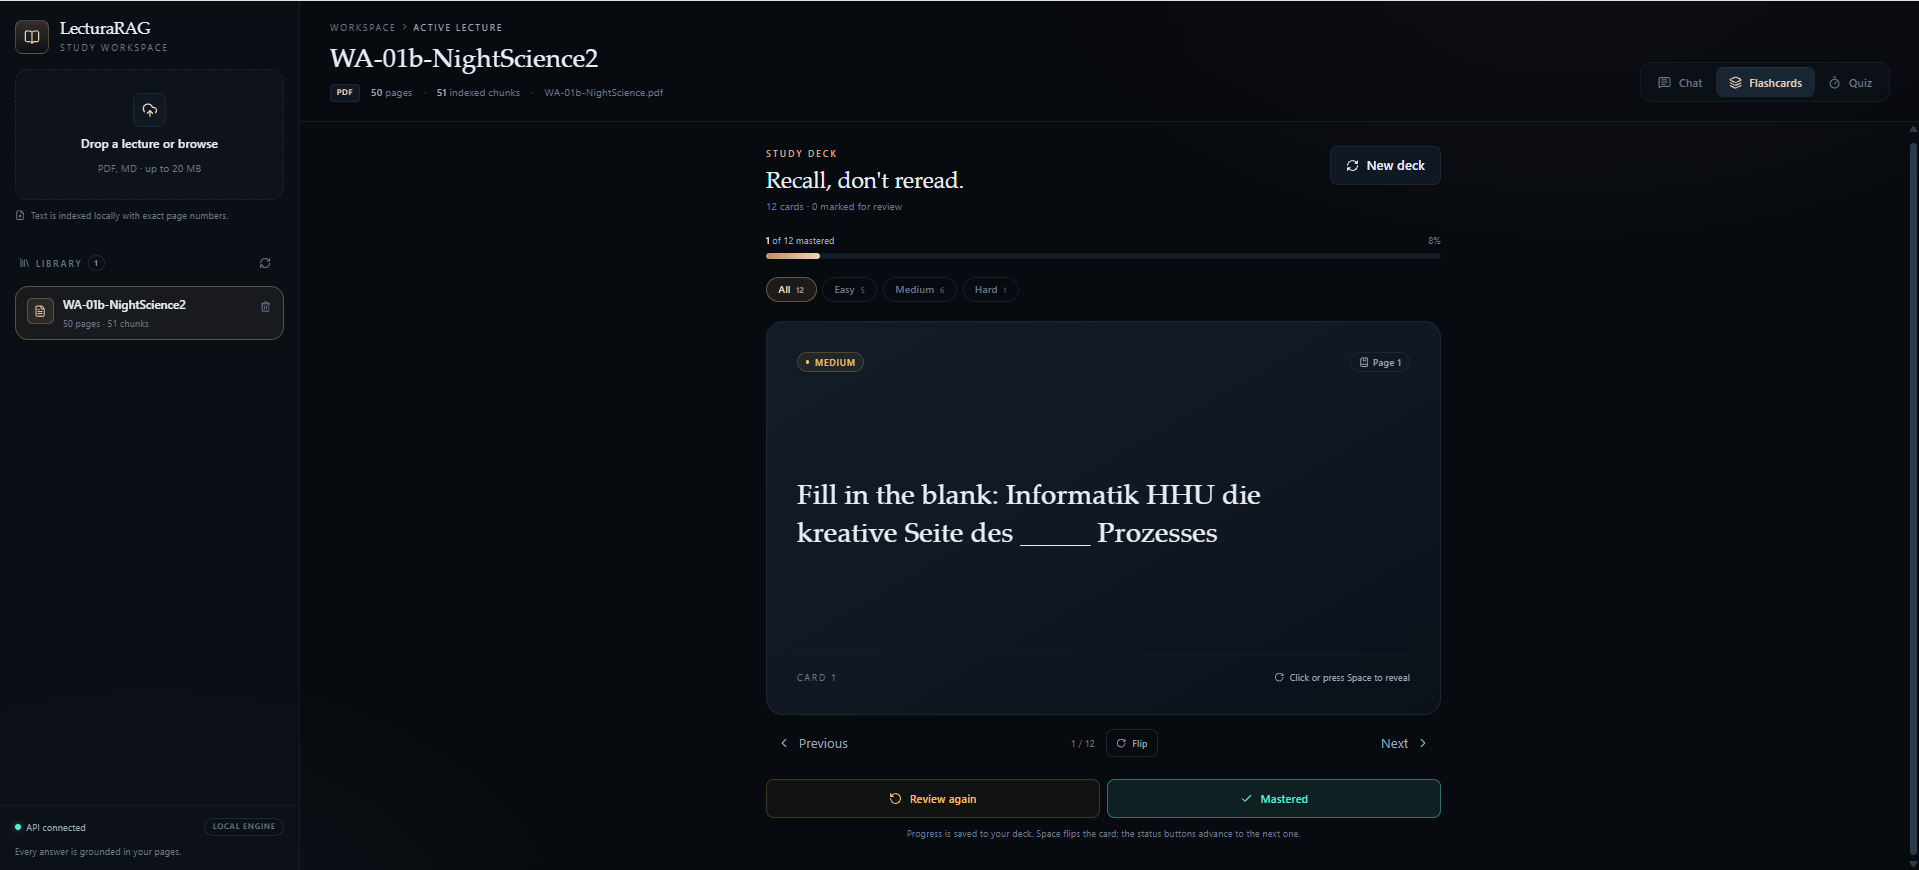 LecturaRAG
STUDY WORKSPACE
Drop a lecture or browse
PDF, MD · up to 20 MB
Text is indexed locally with exact page numbers.
LIBRARY 1
WA-01b-NightScience2
50 pages · 51 chunks
API connected
LOCAL ENGINE
Every answer is grounded in your pages.
WORKSPACE > ACTIVE LECTURE
WA-01b-NightScience2
PDF 50 pages · 51 indexed chunks · WA-01b-NightScience.pdf
Chat Flashcards Quiz
STUDY DECK
Recall, don't reread.
12 cards · 0 marked for review
New deck
1 of 12 mastered 8%
All 12 Easy 5 Medium 6 Hard 1
• MEDIUM Page 1
Fill in the blank: Informatik HHU die
kreative Seite des _____ Prozesses
CARD 1 Click or press Space to reveal
Previous 1 / 12 Flip Next
Review again Mastered
Progress is saved to your deck. Space flips the card; the status buttons advance to the next one.